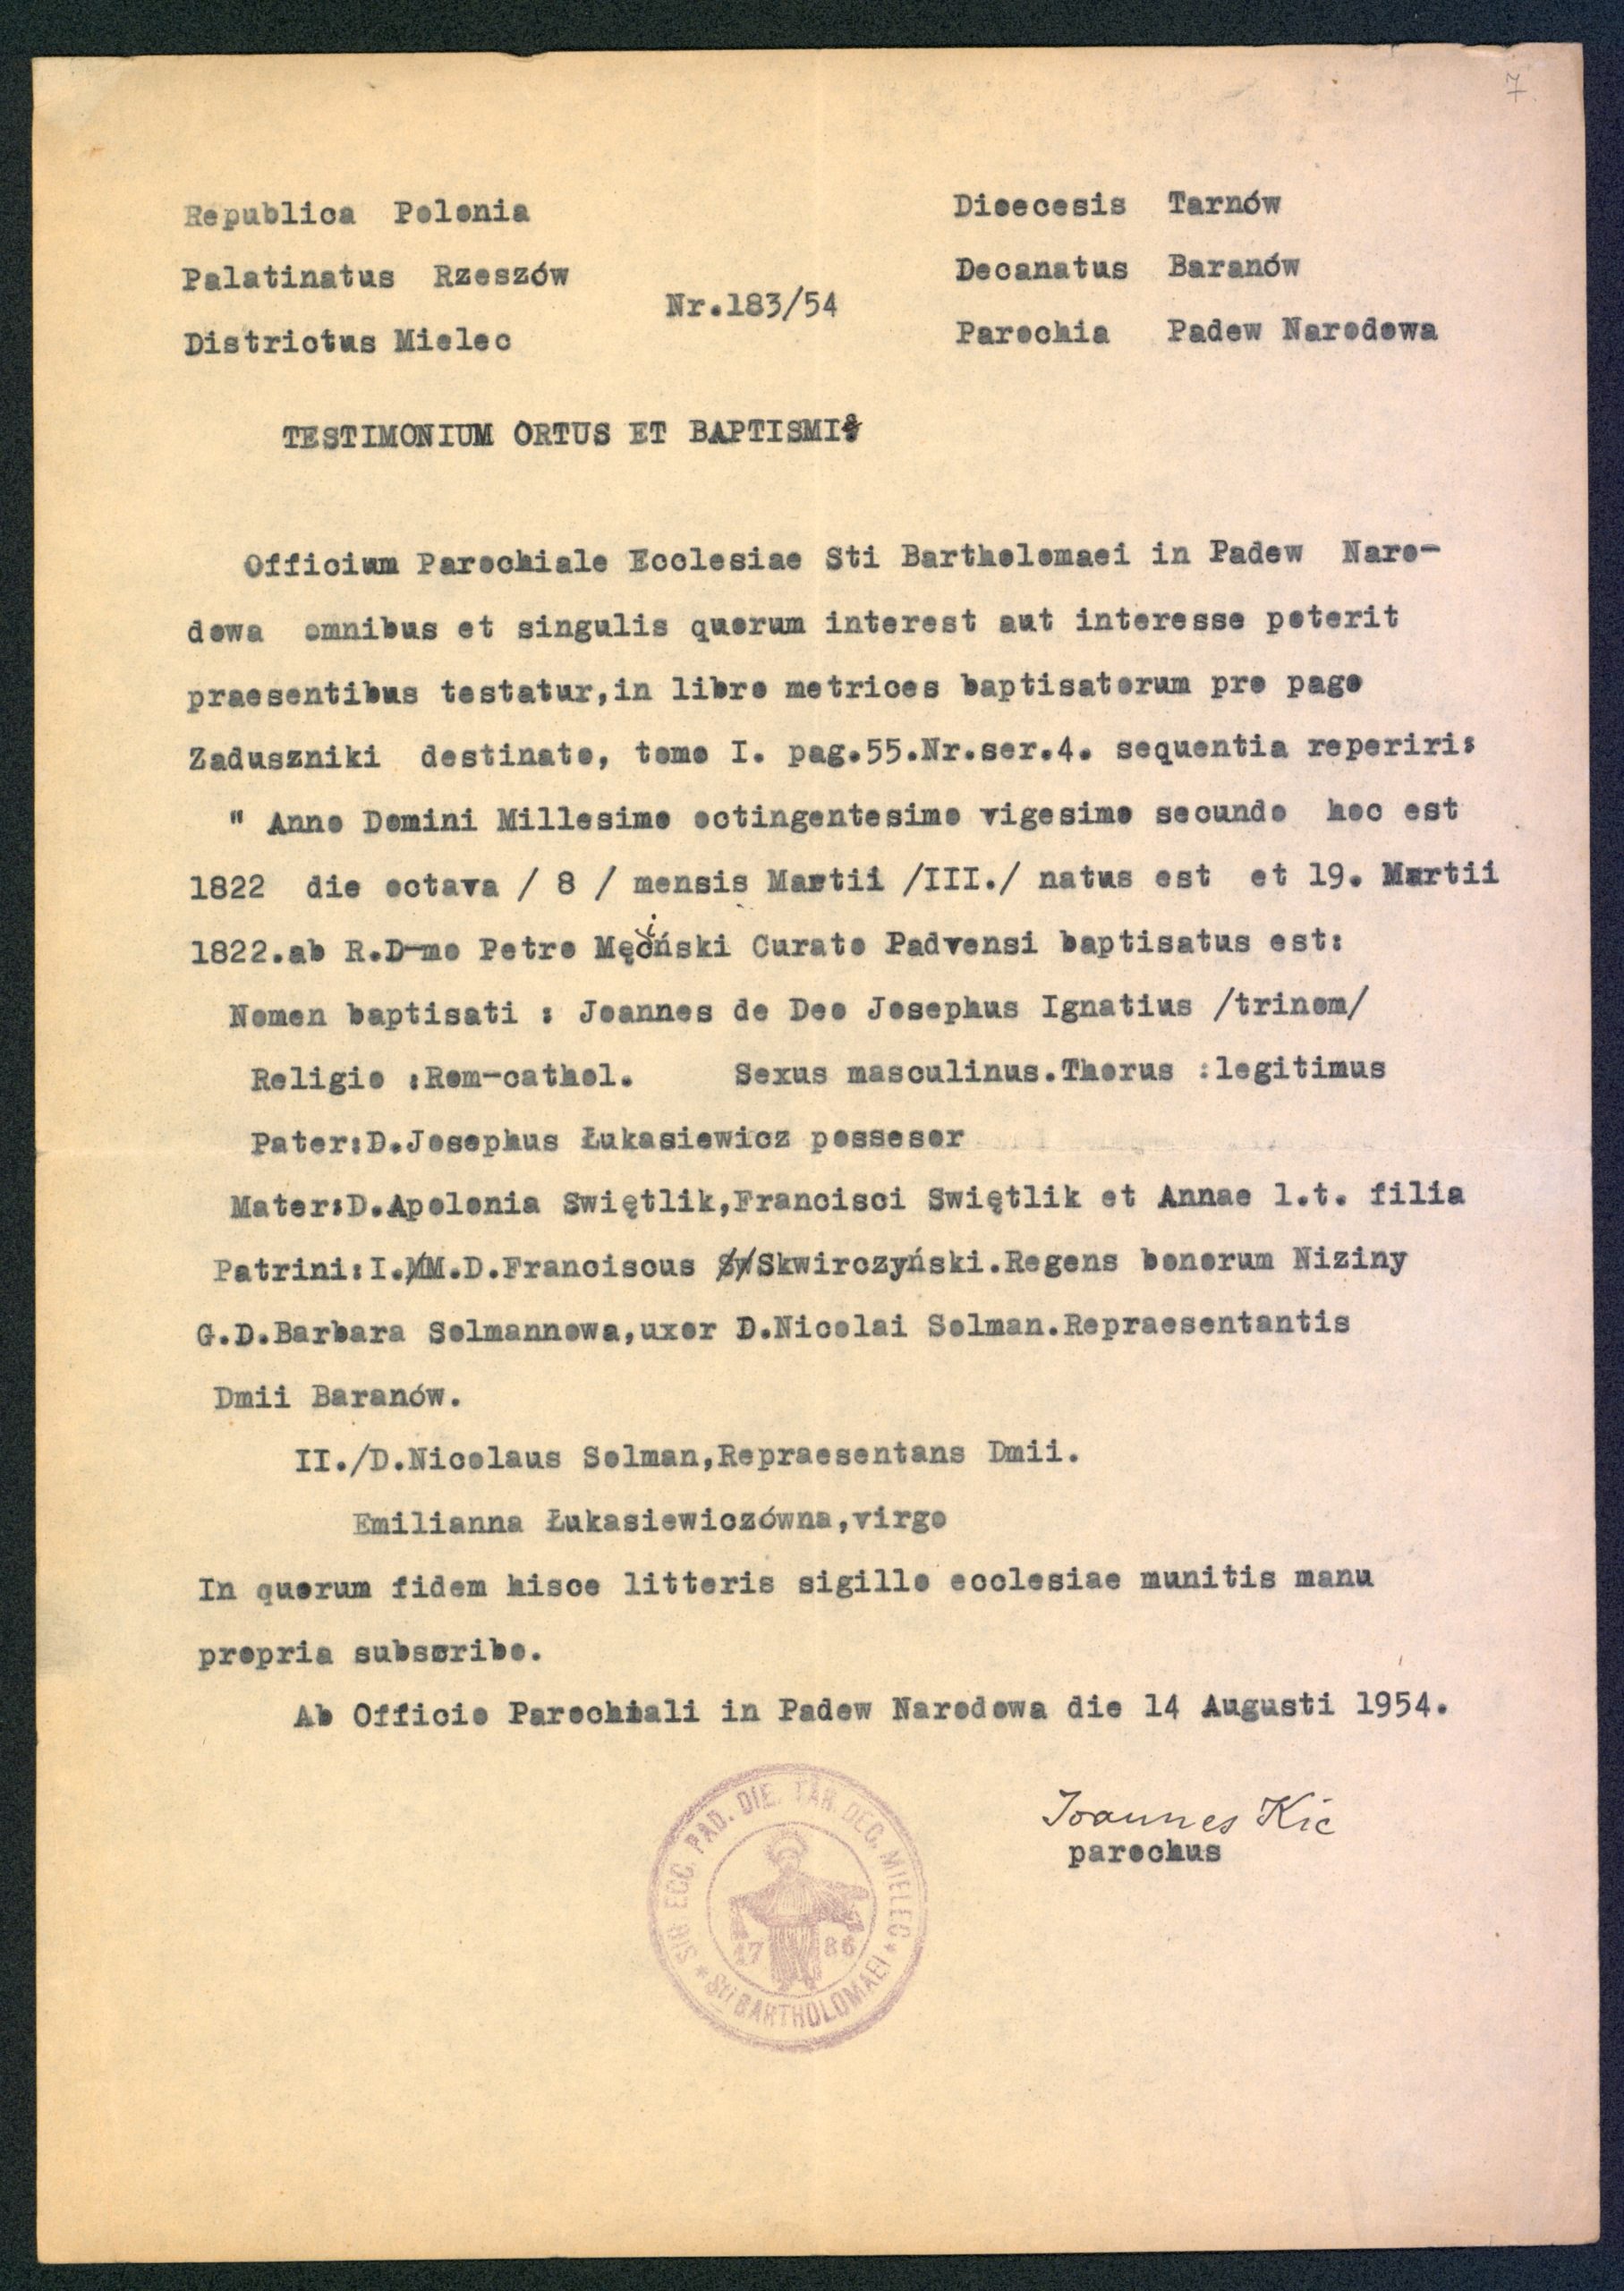 7
Republica Polonia
Palatinatus Rzeszów
Districtus Mielec
Nr.183/54
Dioecesis Tarnów
Decanatus Baranów
Parochia Padew Narodowa
TESTIMONIUM ORTUS ET BAPTISMI
Officium Parochiale Ecclesiae Sti Bartholomaei in Padew Naro-
dowa omnibus et singulis quorum interest aut interesse poterit
praesentibus testatur,in libro metrices baptisatorum pro pago
Zaduszniki destinato, tomo I. pag.55.Nr.ser.4. sequentia reperiri:
" Anno Domini Millesimo octingentesimo vigesimo secundo hoc est
1822 die octava / 8 / mensis Martii /III./ natus est et 19. Martii
1822.ab R.D-mo Petro Męciński Curato Padvensi baptisatus est:
Nomen baptisati : Joannes de Deo Josephus Ignatius /trinom/
Religio :Rom-cathol. Sexus masculinus.Thorus :legitimus
Pater:D.Josephus Łukasiewicz possesor
Mater:D.Apolonia Swiętlik,Francisci Swiętlik et Annae l.t. filia
Patrini:I.M.D.Franciscus Skwirczyński.Regens bonorum Niziny
G.D.Barbara Solmannowa,uxor D.Nicolai Solman.Repraesentantis
Dmii Baranów.
II./D.Nicolaus Solman,Repraesentans Dmii.
Emilianna Łukasiewiczówna,virgo
In quorum fidem hisce litteris sigillo ecclesiae munitis manu
propria subscribo.
Ab Officio Parochiali in Padew Narodowa die 14 Augusti 1954.
Joannes Kic
parochus
SIG. ECC. PAD. DIE. TAR. DEC. MIELEC * Sti BARTHOLOMAEI *
17 86